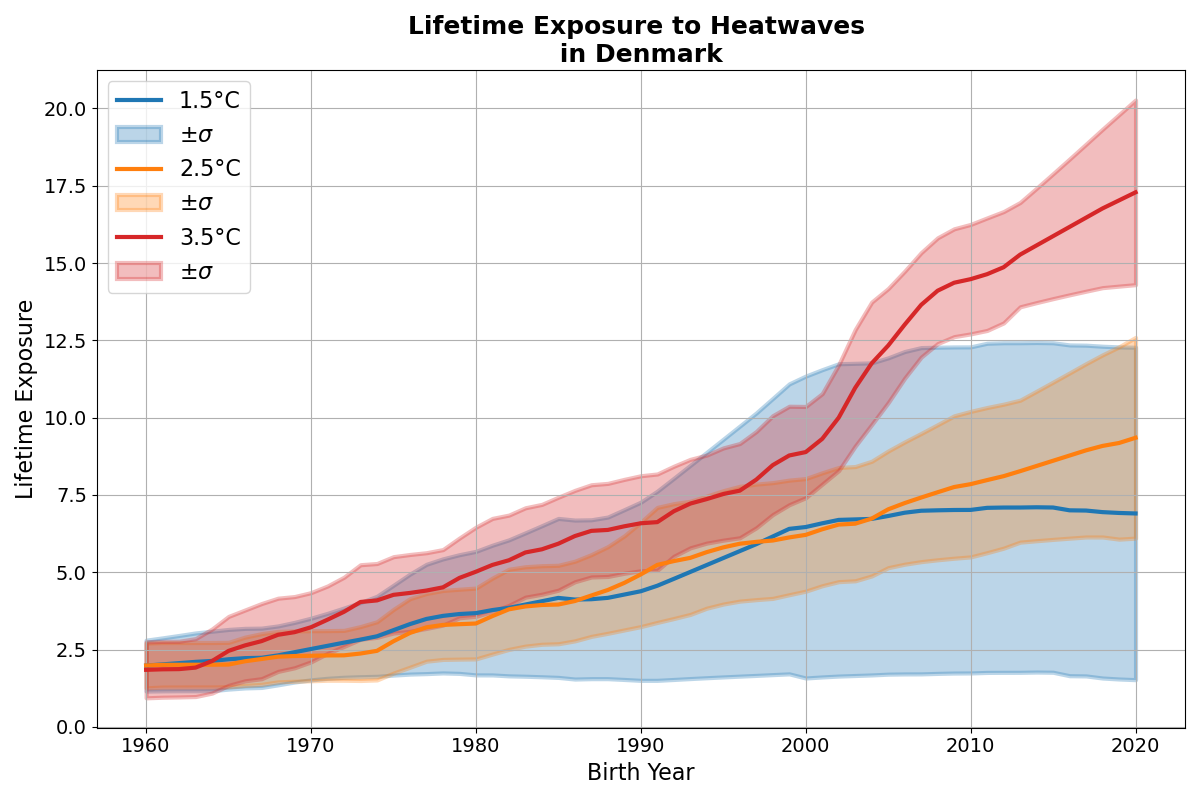 Lifetime Exposure to Heatwaves
in Denmark
1.5°C
±σ
2.5°C
±σ
3.5°C
±σ
Lifetime Exposure
20.0
17.5
15.0
12.5
10.0
7.5
5.0
2.5
0.0
1960 1970 1980 1990 2000 2010 2020
Birth Year